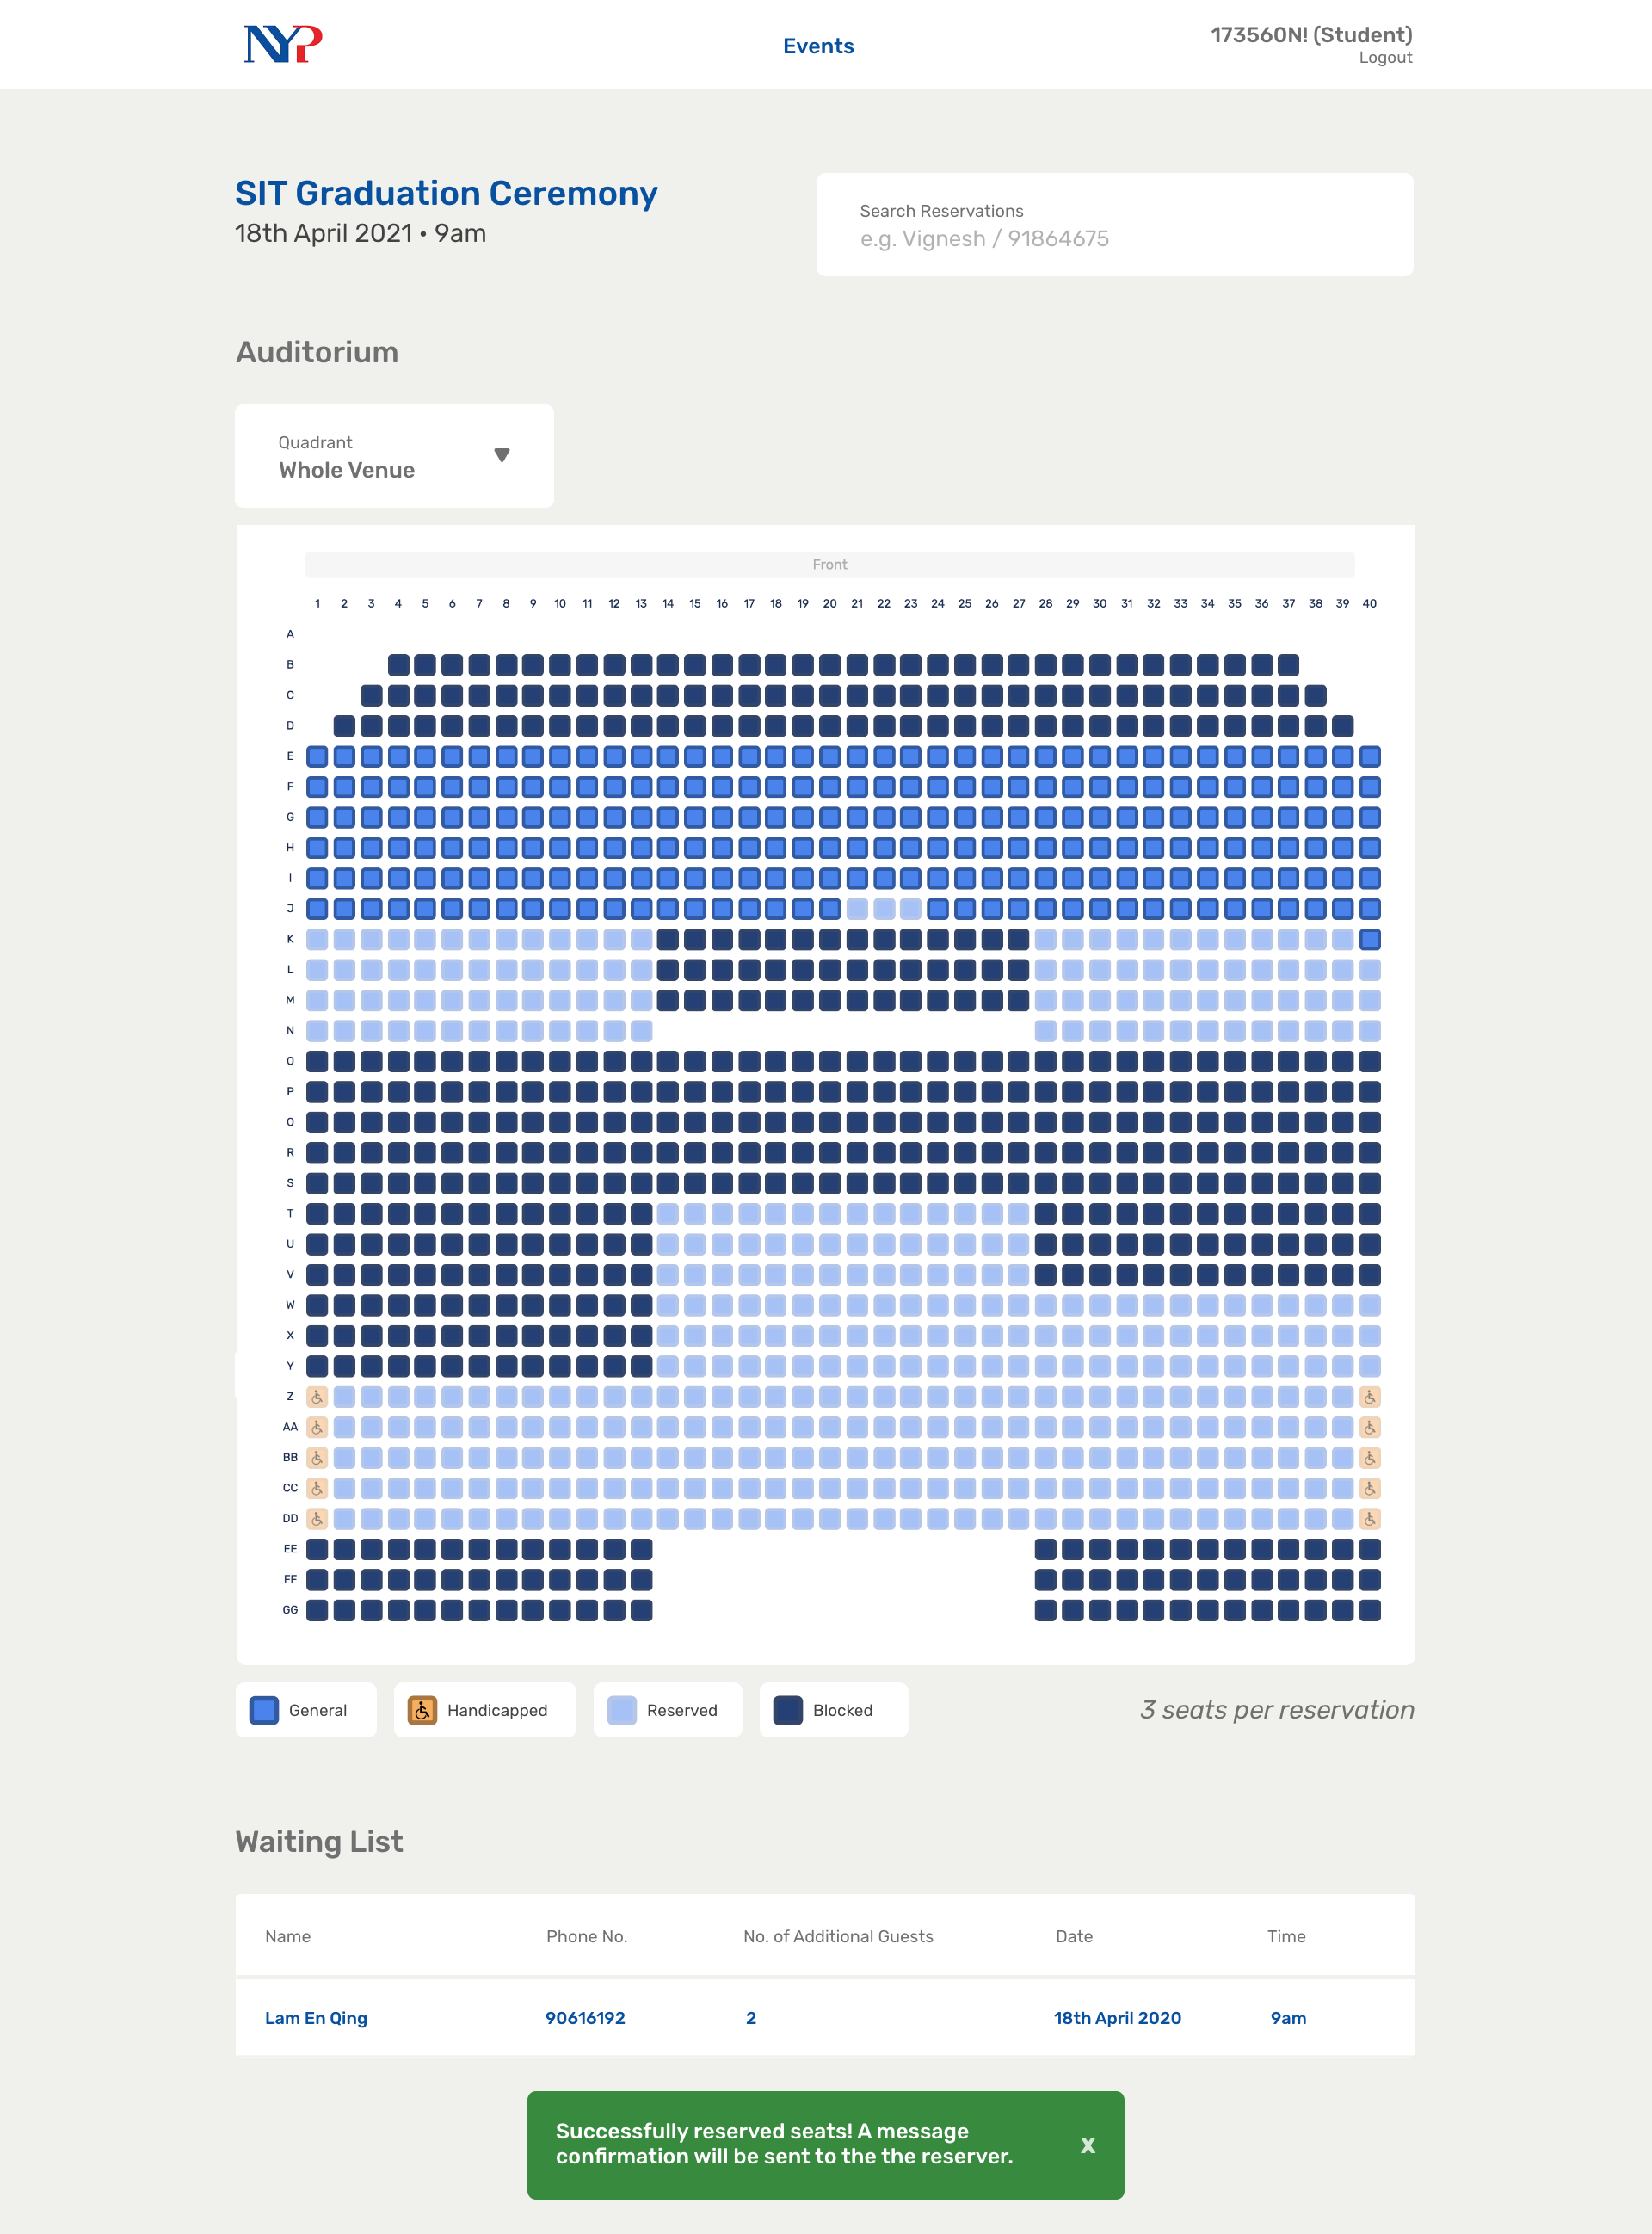 NYP
Events
173560N! (Student)
Logout
SIT Graduation Ceremony
18th April 2021 • 9am
Search Reservations
e.g. Vignesh / 91864675
Auditorium
Quadrant
Whole Venue
Front
1 2 3 4 5 6 7 8 9 10 11 12 13 14 15 16 17 18 19 20 21 22 23 24 25 26 27 28 29 30 31 32 33 34 35 36 37 38 39 40
A
B
C
D
E
F
G
H
I
J
K
L
M
N
O
P
Q
R
S
T
U
V
W
X
Y
Z
AA
BB
CC
DD
EE
FF
GG
General Handicapped Reserved Blocked 3 seats per reservation
Waiting List
Name Phone No. No. of Additional Guests Date Time
Lam En Qing 90616192 2 18th April 2020 9am
Successfully reserved seats! A message
confirmation will be sent to the the reserver.
X